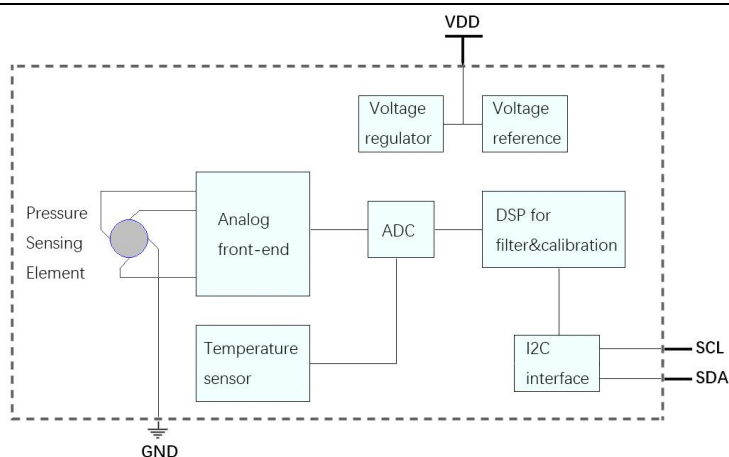 VDD
Voltage
regulator
Voltage
reference
Pressure
Sensing
Element
Analog
front-end
ADC
DSP for
filter&calibration
Temperature
sensor
I2C
interface
SCL
SDA
GND